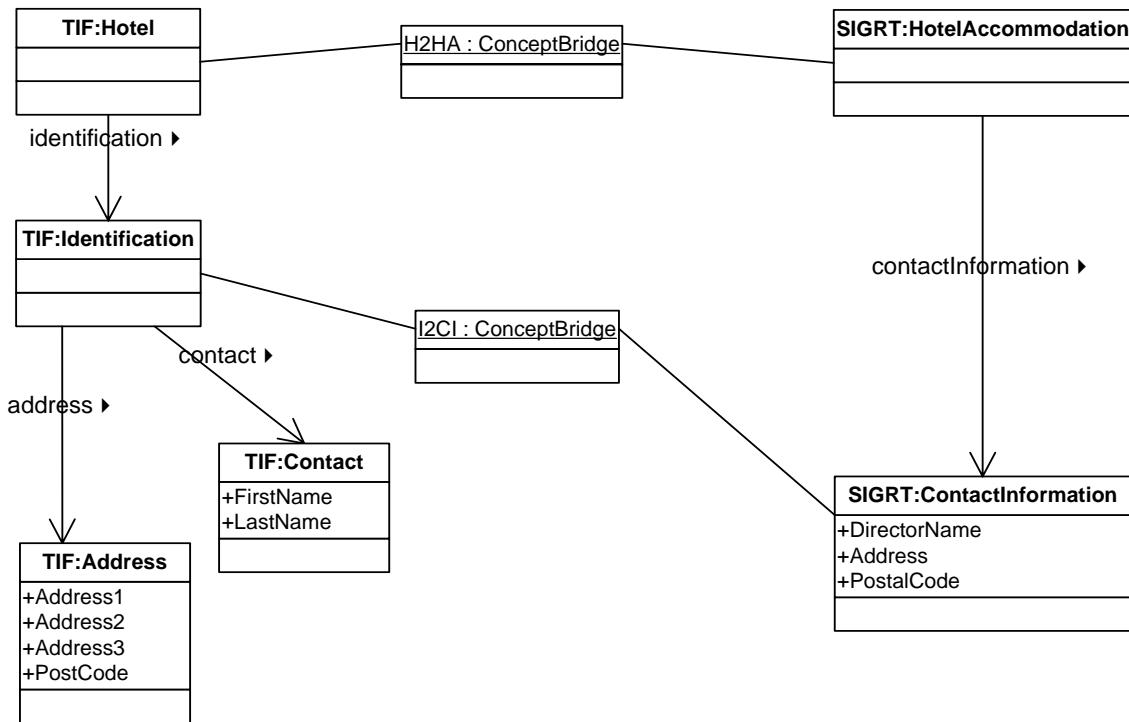 TIF:Hotel
H2HA : ConceptBridge
SIGRT:HotelAccommodation
identification
TIF:Identification
contactInformation
I2CI : ConceptBridge
contact
address
TIF:Contact
+FirstName
+LastName
SIGRT:ContactInformation
+DirectorName
+Address
+PostalCode
TIF:Address
+Address1
+Address2
+Address3
+PostCode